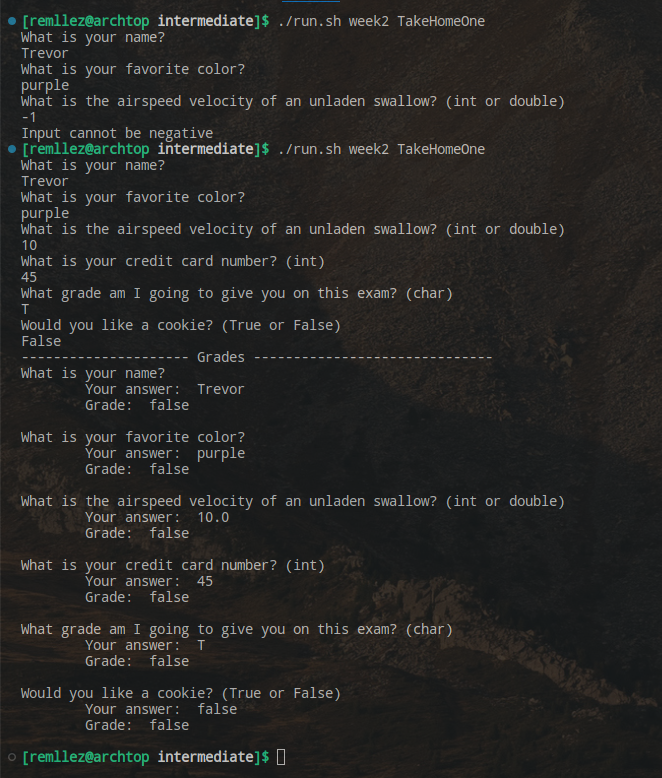 [remllez@archtop intermediate]$ ./run.sh week2 TakeHomeOne
What is your name?
Trevor
What is your favorite color?
purple
What is the airspeed velocity of an unladen swallow? (int or double)
-1
Input cannot be negative
[remllez@archtop intermediate]$ ./run.sh week2 TakeHomeOne
What is your name?
Trevor
What is your favorite color?
purple
What is the airspeed velocity of an unladen swallow? (int or double)
10
What is your credit card number? (int)
45
What grade am I going to give you on this exam? (char)
T
Would you like a cookie? (True or False)
False
--------------------- Grades ------------------------------
What is your name?
        Your answer:  Trevor
        Grade:  false

What is your favorite color?
        Your answer:  purple
        Grade:  false

What is the airspeed velocity of an unladen swallow? (int or double)
        Your answer:  10.0
        Grade:  false

What is your credit card number? (int)
        Your answer:  45
        Grade:  false

What grade am I going to give you on this exam? (char)
        Your answer:  T
        Grade:  false

Would you like a cookie? (True or False)
        Your answer:  false
        Grade:  false

[remllez@archtop intermediate]$